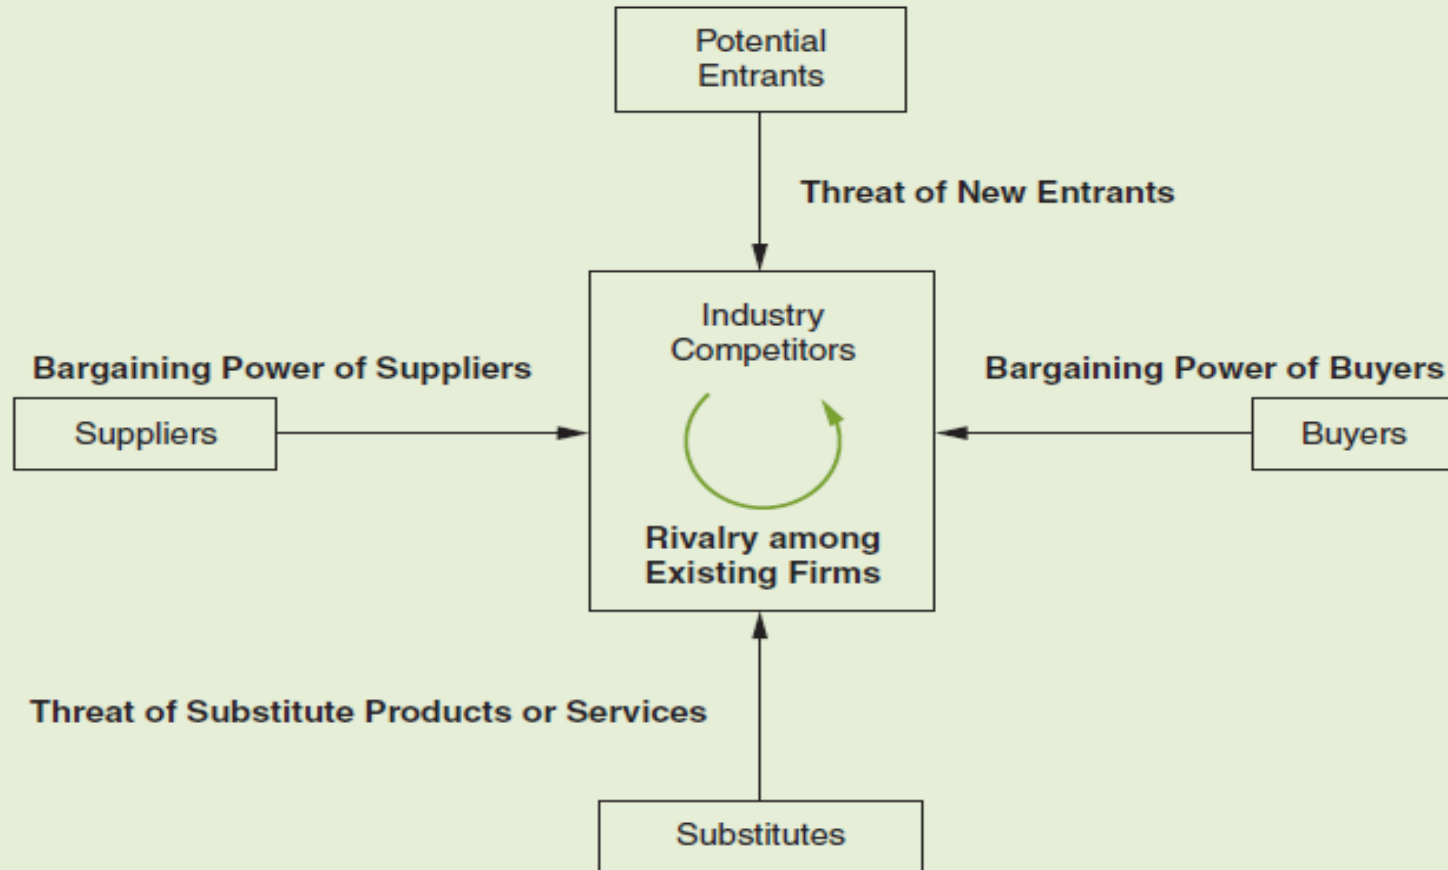 Potential
Entrants
Threat of New Entrants
Industry
Competitors
Bargaining Power of Suppliers
Bargaining Power of Buyers
Suppliers
Buyers
Rivalry among
Existing Firms
Threat of Substitute Products or Services
Substitutes